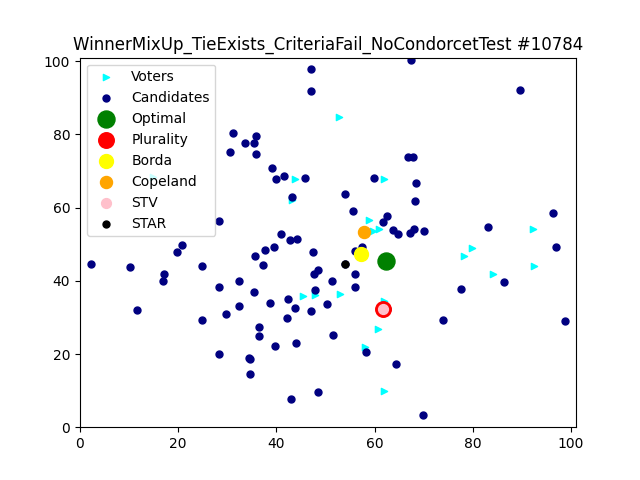 WinnerMixUp_TieExists_CriteriaFail_NoCondorcetTest #10784
Voters
Candidates
Optimal
Plurality
Borda
Copeland
STV
STAR
100
80
60
40
20
0
0 20 40 60 80 100